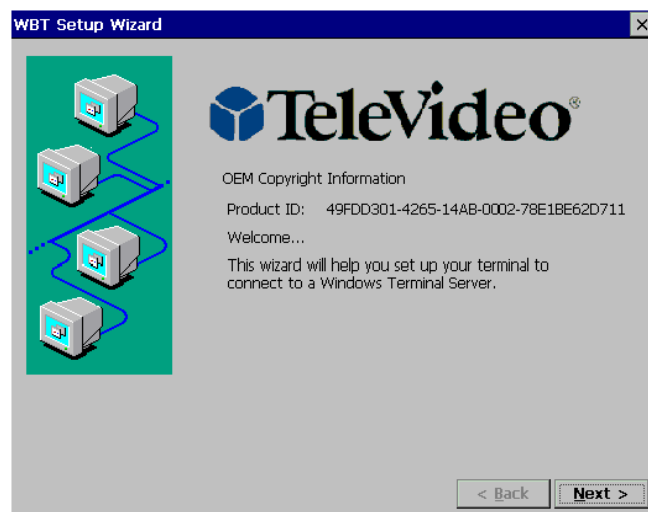 WBT Setup Wizard
TeleVideo®
OEM Copyright Information
Product ID: 49FDD301-4265-14AB-0002-78E1BE62D711
Welcome...
This wizard will help you set up your terminal to
connect to a Windows Terminal Server.
< Back Next >